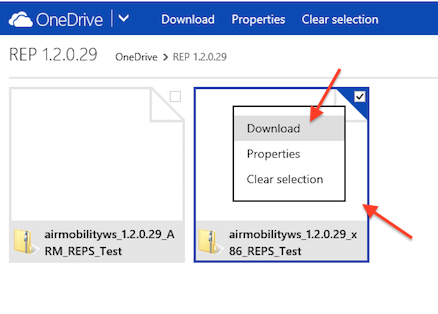 OneDrive Download Properties Clear selection
REP 1.2.0.29 OneDrive > REP 1.2.0.29
Download
Properties
Clear selection
airmobilityws_1.2.0.29_A
RM_REPS_Test
airmobilityws_1.2.0.29_x
86_REPS_Test